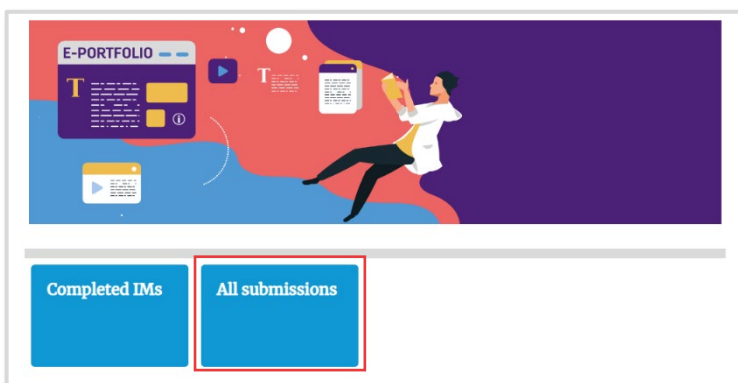 E-PORTFOLIO
T
T
Completed IMs
All submissions